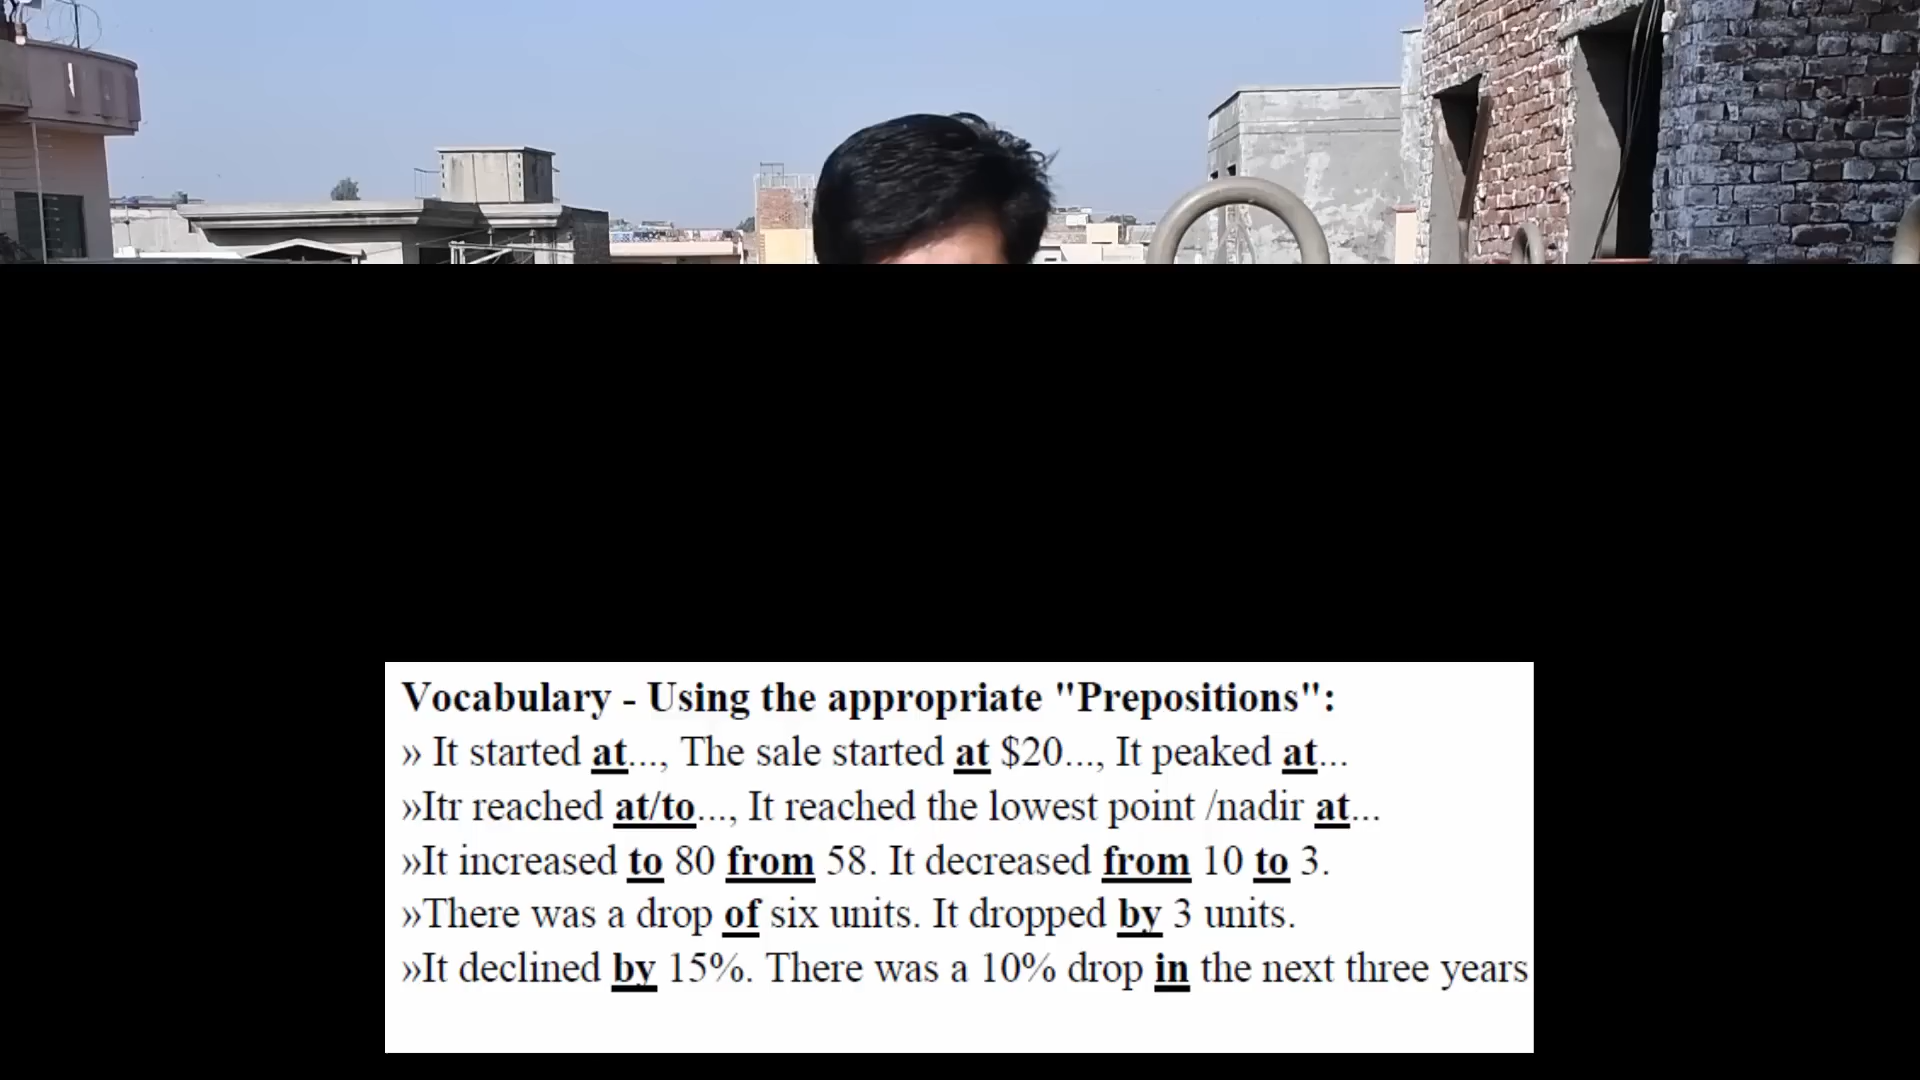 Vocabulary - Using the appropriate "Prepositions":
» It started at..., The sale started at $20..., It peaked at...
»Itr reached at/to..., It reached the lowest point /nadir at...
»It increased to 80 from 58. It decreased from 10 to 3.
»There was a drop of six units. It dropped by 3 units.
»It declined by 15%. There was a 10% drop in the next three years